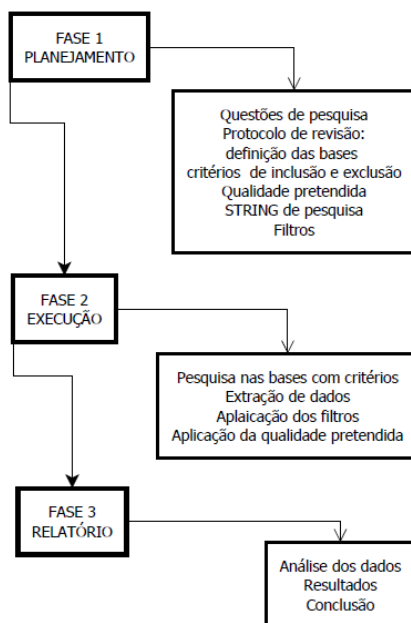 FASE 1
PLANEJAMENTO
Questões de pesquisa
Protocolo de revisão:
definição das bases
critérios de inclusão e exclusão
Qualidade pretendida
STRING de pesquisa
Filtros
FASE 2
EXECUÇÃO
Pesquisa nas bases com critérios
Extração de dados
Aplaicação dos filtros
Aplicação da qualidade pretendida
FASE 3
RELATÓRIO
Análise dos dados
Resultados
Conclusão